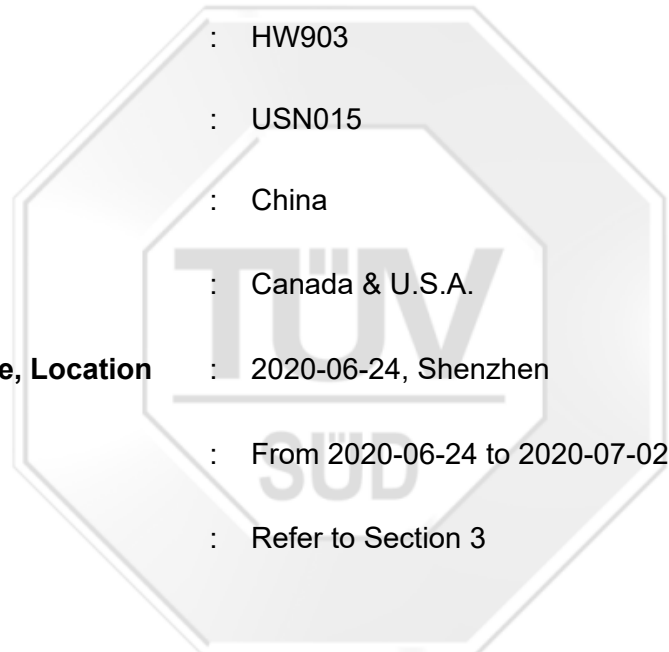 : HW903
: USN015
: China
TÜV
: Canada & U.S.A.
e, Location : 2020-06-24, Shenzhen
: From 2020-06-24 to 2020-07-02
SÜD
: Refer to Section 3